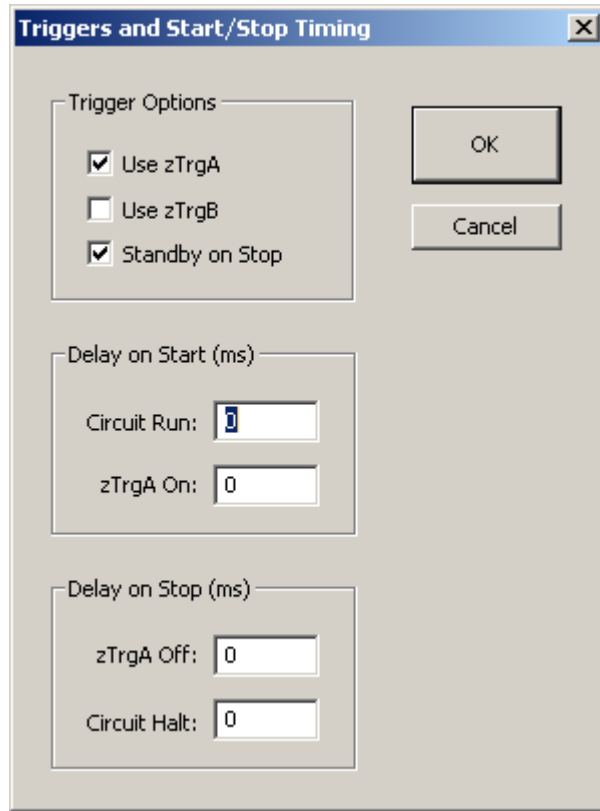 Triggers and Start/Stop Timing
Trigger Options
Use zTrgA
Use zTrgB
Standby on Stop
OK
Cancel
Delay on Start (ms)
Circuit Run: 0
zTrgA On: 0
Delay on Stop (ms)
zTrgA Off: 0
Circuit Halt: 0